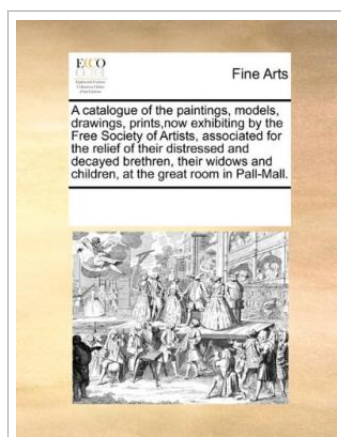 ECCO
Fine Arts
A catalogue of the paintings, models,
drawings, prints,now exhibiting by the
Free Society of Artists, associated for
the relief of their distressed and
decayed brethren, their widows and
children, at the great room in Pall-Mall.